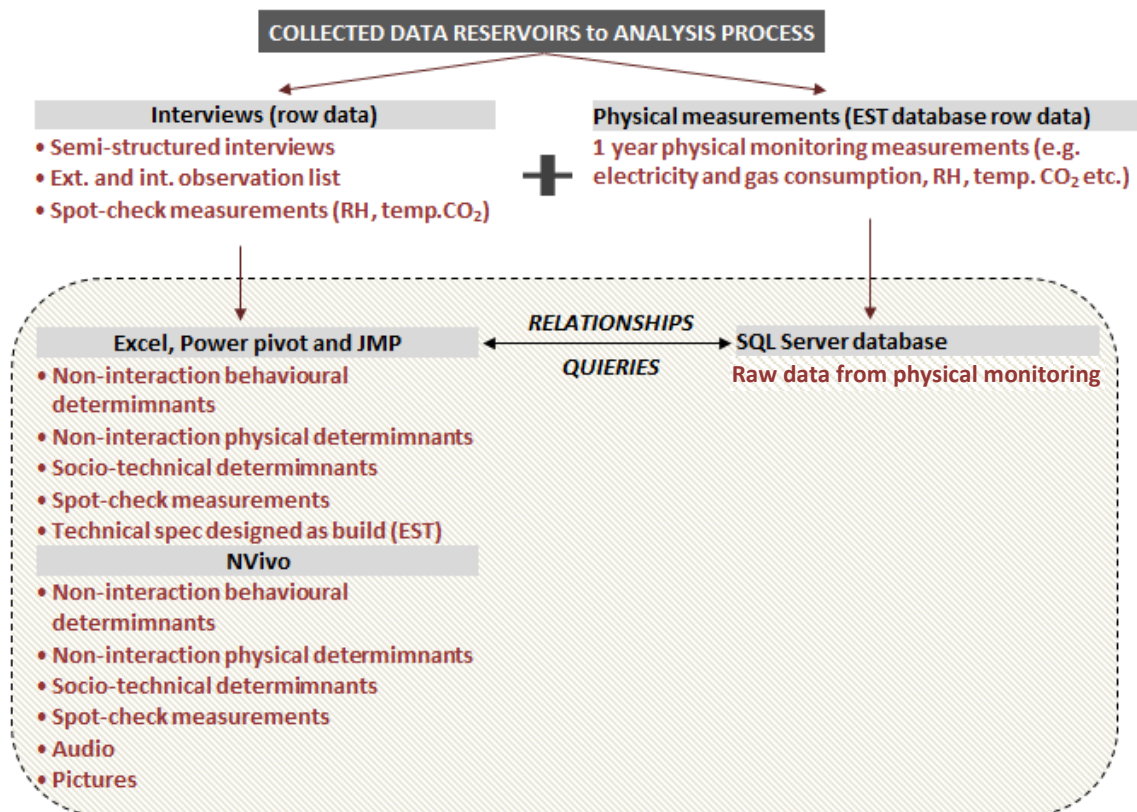 COLLECTED DATA RESERVOIRS to ANALYSIS PROCESS
Interviews (row data)
• Semi-structured interviews
• Ext. and int. observation list
• Spot-check measurements (RH, temp.CO₂)
Physical measurements (EST database row data)
1 year physical monitoring measurements (e.g.
electricity and gas consumption, RH, temp. CO₂ etc.)
Excel, Power pivot and JMP
• Non-interaction behavioural
determimnants
• Non-interaction physical determimnants
• Socio-technical determimnants
• Spot-check measurements
• Technical spec designed as build (EST)
NVivo
• Non-interaction behavioural
determimnants
• Non-interaction physical determimnants
• Socio-technical determimnants
• Spot-check measurements
• Audio
• Pictures
RELATIONSHIPS
QUIERIES
SQL Server database
Raw data from physical monitoring